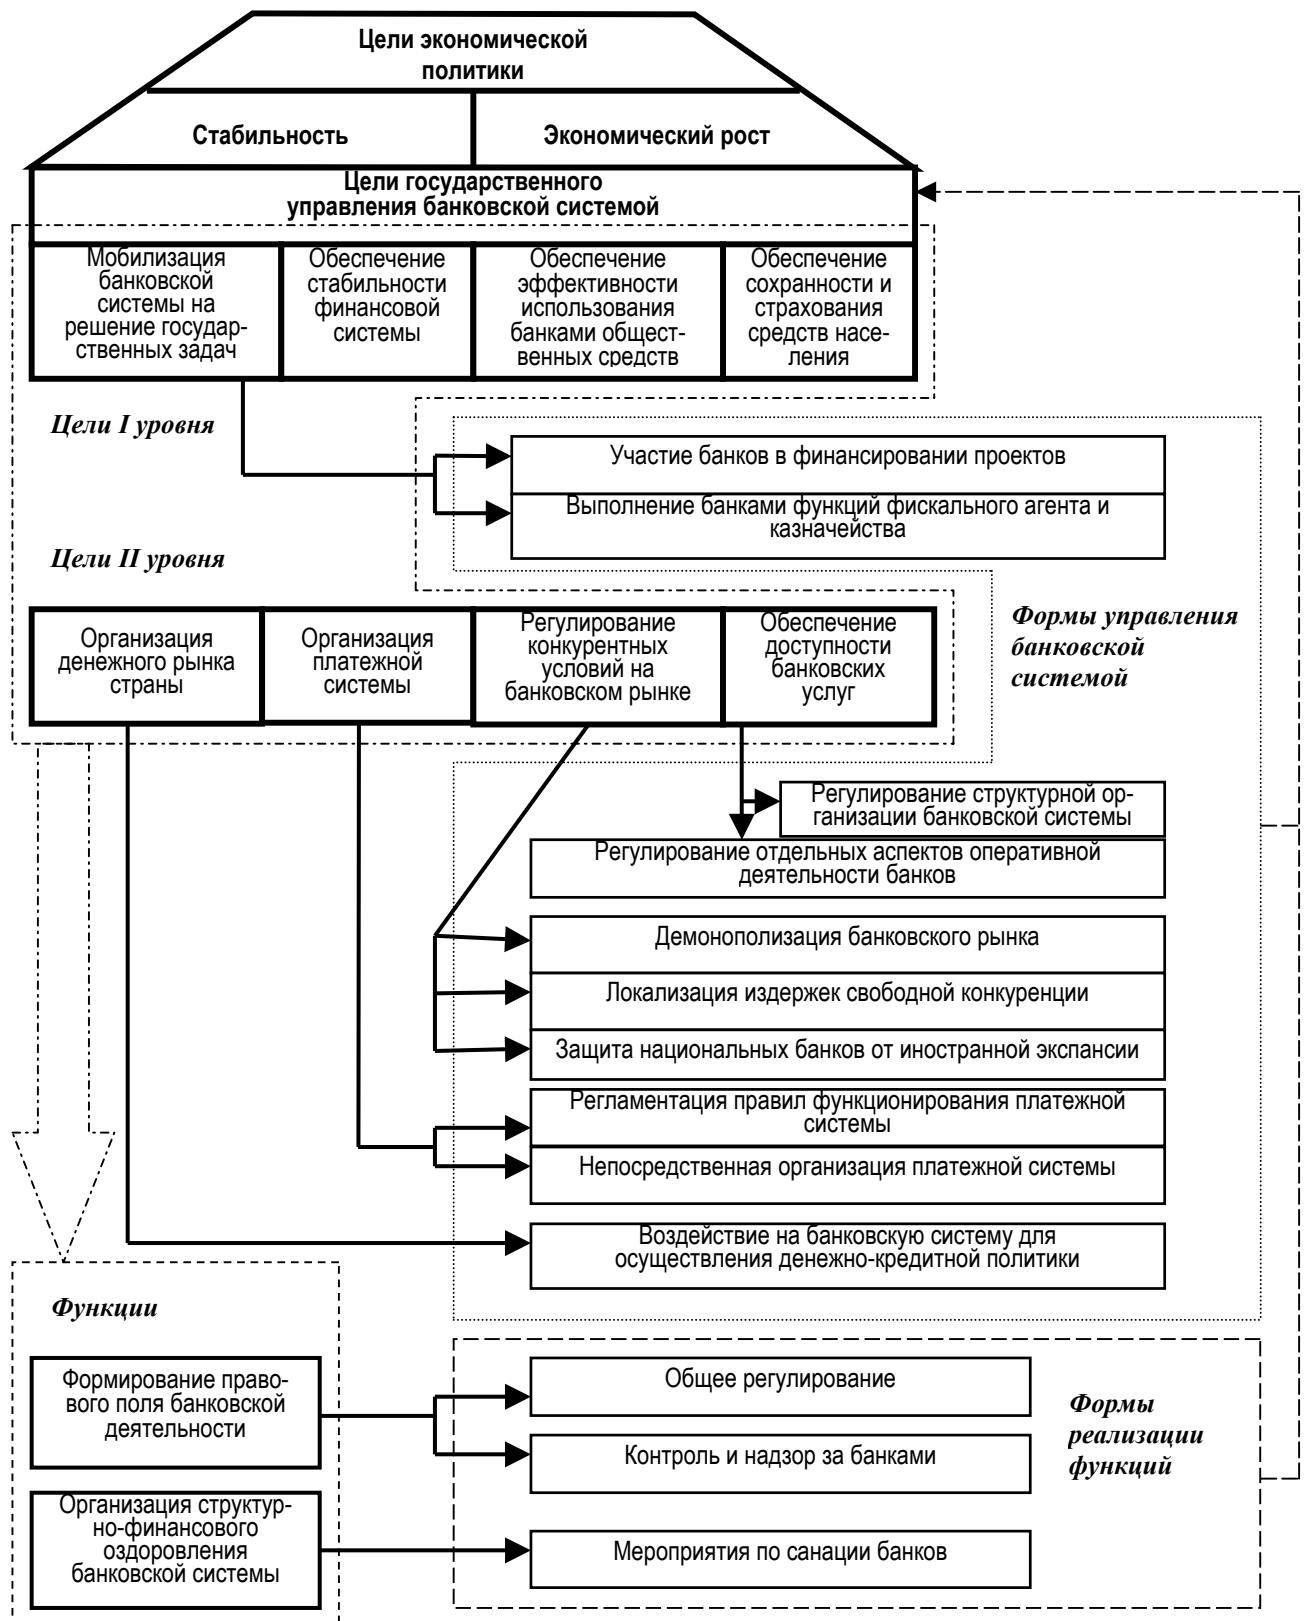 Цели экономической
политики
Стабильность
Экономический рост
Цели государственного
управления банковской системой
Мобилизация
банковской
системы на
решение государ-
ственных задач
Обеспечение
стабильности
финансовой
системы
Обеспечение
эффективности
использования
банками общест-
венных средств
Обеспечение
сохранности и
страхования
средств насе-
ления
Цели I уровня
Участие банков в финансировании проектов
Выполнение банками функций фискального агента и
казначейства
Цели II уровня
Организация
денежного рынка
страны
Организация
платежной
системы
Регулирование
конкурентных
условий на
банковском рынке
Обеспечение
доступности
банковских
услуг
Формы управления
банковской
системой
Регулирование структурной ор-
ганизации банковской системы
Регулирование отдельных аспектов оперативной
деятельности банков
Демонополизация банковского рынка
Локализация издержек свободной конкуренции
Защита национальных банков от иностранной экспансии
Регламентация правил функционирования платежной
системы
Непосредственная организация платежной системы
Воздействие на банковскую систему для
осуществления денежно-кредитной политики
Функции
Формирование право-
вого поля банковской
деятельности
Общее регулирование
Контроль и надзор за банками
Формы
реализации
функций
Организация структур-
но-финансового
оздоровления
банковской системы
Мероприятия по санации банков